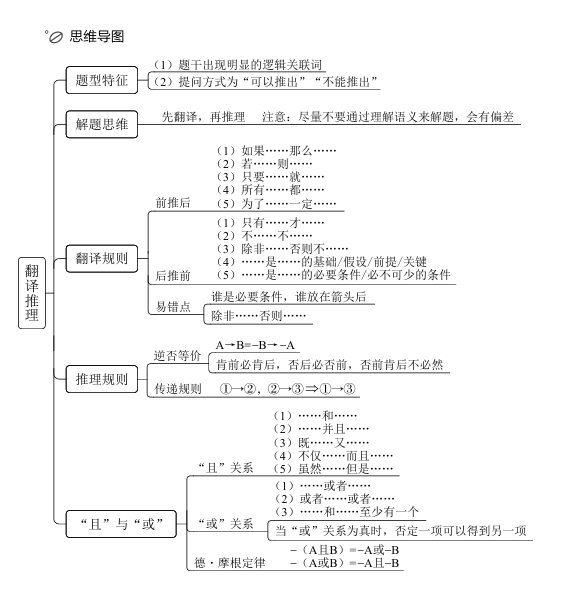 思维导图
翻译推理
题型特征
（1）题干出现明显的逻辑关联词
（2）提问方式为“可以推出”“不能推出”
解题思维
先翻译，再推理　注意：尽量不要通过理解语义来解题，会有偏差
翻译规则
前推后
（1）如果……那么……
（2）若……则……
（3）只要……就……
（4）所有……都……
（5）为了……一定……
后推前
（1）只有……才……
（2）不……不……
（3）除非……否则不……
（4）……是……的基础/假设/前提/关键
（5）……是……的必要条件/必不可少的条件
易错点
谁是必要条件，谁放在箭头后
除非……否则……
推理规则
逆否等价
A→B=−B→−A
肯前必肯后，否后必否前，否前肯后不必然
传递规则
①→②，②→③⇒①→③
“且”与“或”
“且”关系
（1）……和……
（2）……并且……
（3）既……又……
（4）不仅……而且……
（5）虽然……但是……
“或”关系
（1）……或者……
（2）或者……或者……
（3）……和……至少有一个
当“或”关系为真时，否定一项可以得到另一项
德·摩根定律
−（A且B）=−A或−B
−（A或B）=−A且−B